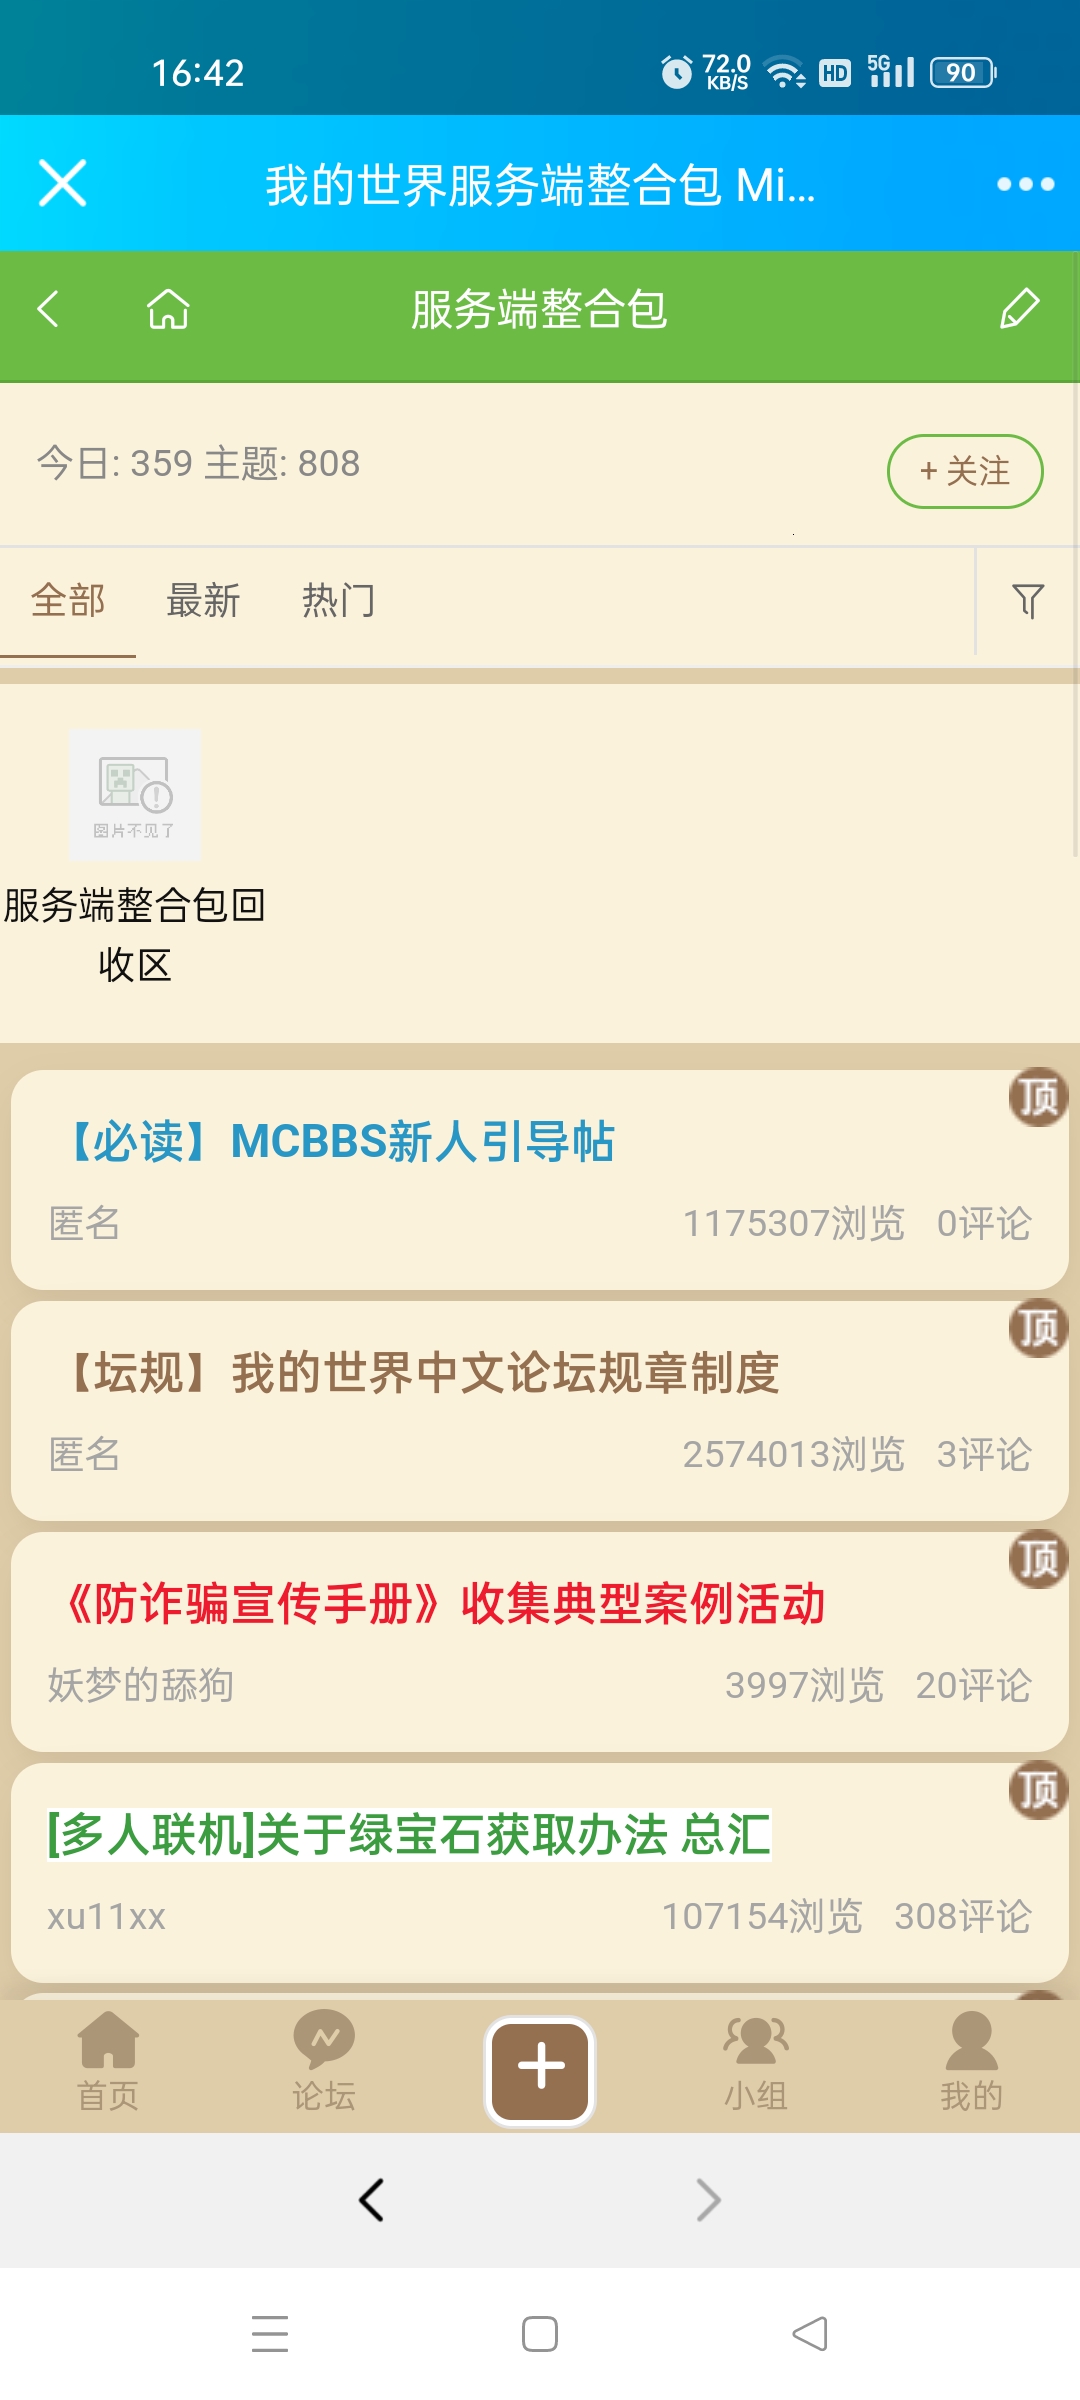 16:42
72.0
KB/S
HD
5G
90
我的世界服务端整合包 Mi...
服务端整合包
今日: 359 主题: 808
+ 关注
全部 最新 热门
图片不见了
服务端整合包回
收区
顶
【必读】MCBBS新人引导帖
匿名 1175307浏览 0评论
顶
【坛规】我的世界中文论坛规章制度
匿名 2574013浏览 3评论
顶
《防诈骗宣传手册》收集典型案例活动
妖梦的舔狗 3997浏览 20评论
顶
[多人联机]关于绿宝石获取办法 总汇
xu11xx 107154浏览 308评论
首页 论坛 小组 我的